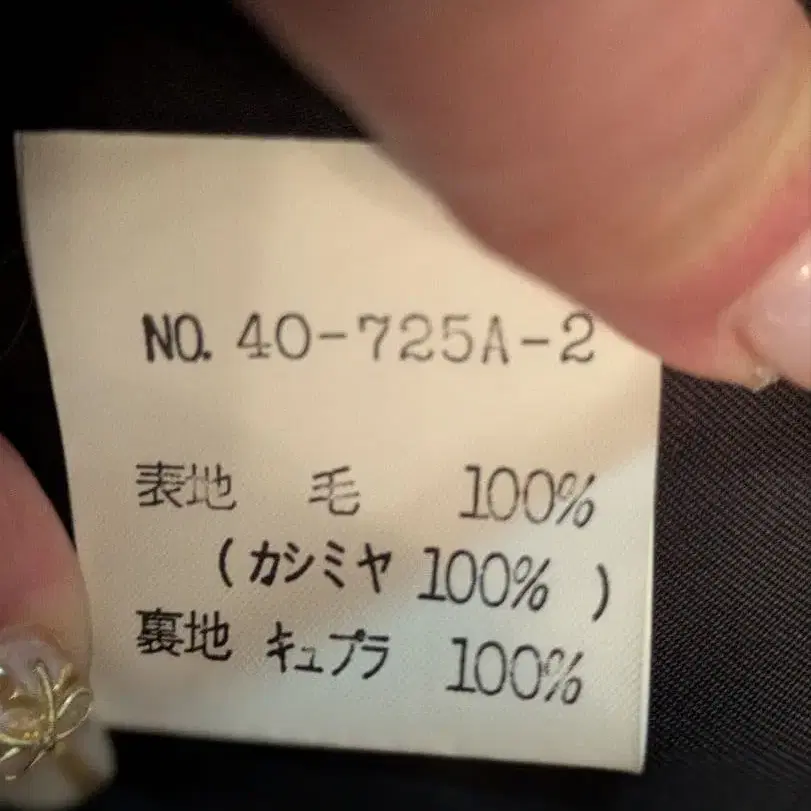 NO. 40-725A-2
表地 毛 100%
(カシミヤ 100%)
裏地 キュプラ 100%